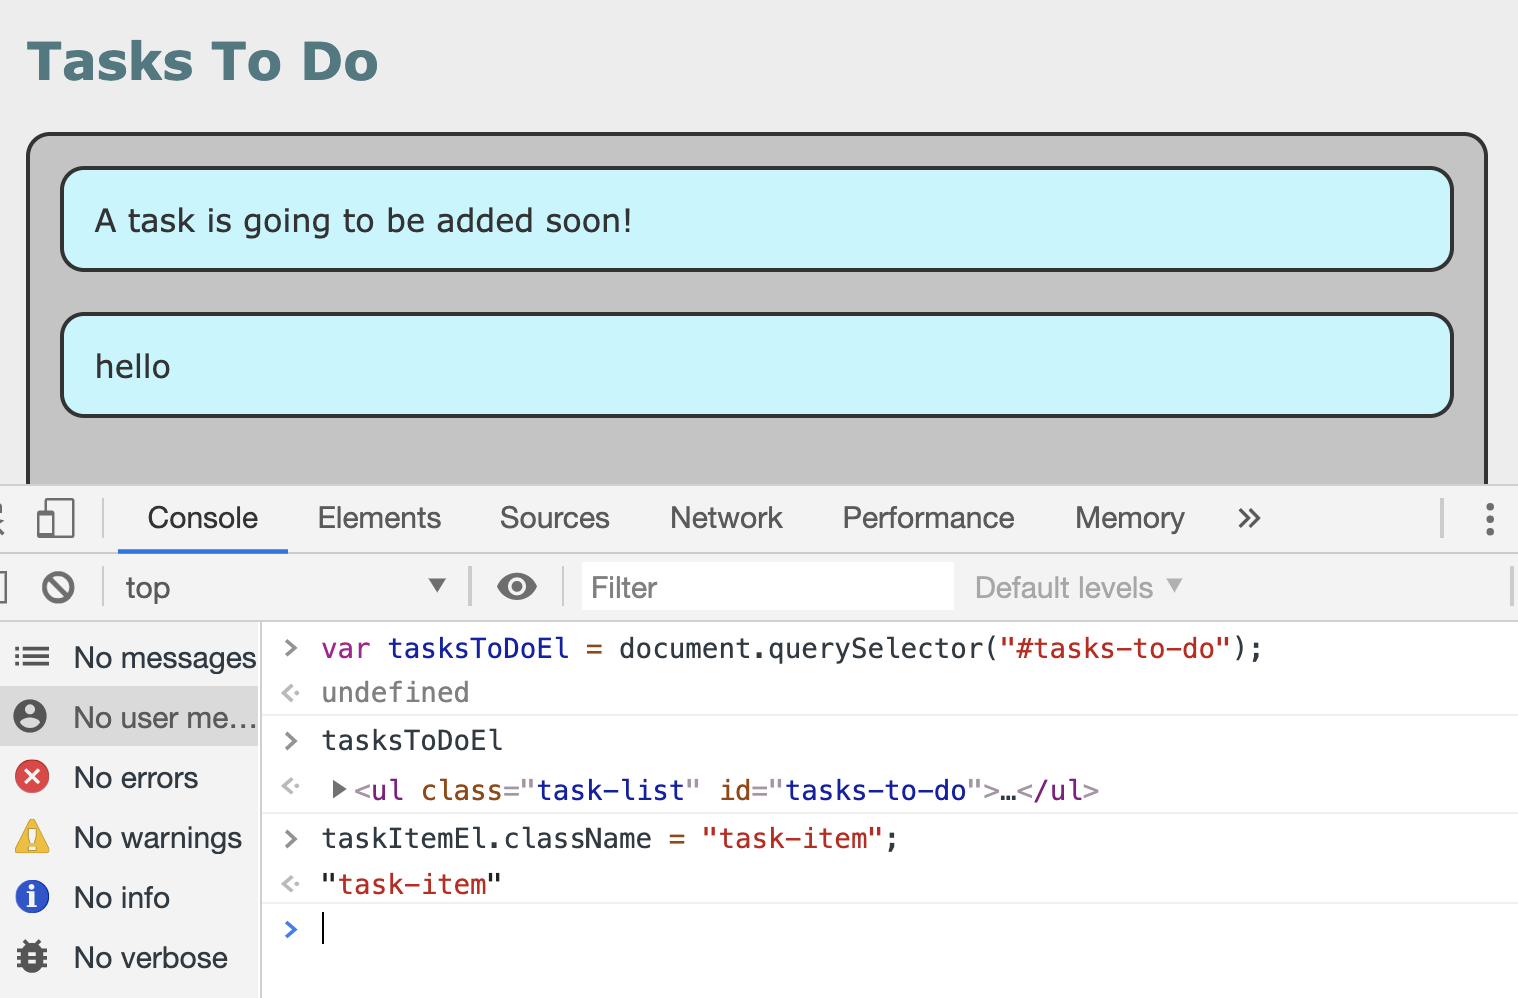 Tasks To Do
A task is going to be added soon!
hello
Console Elements Sources Network Performance Memory »
top ▼ Filter Default levels ▼
No messages
No user me...
No errors
No warnings
No info
No verbose
> var tasksToDoEl = document.querySelector("#tasks-to-do");
undefined
> tasksToDoEl
▶<ul class="task-list" id="tasks-to-do">…</ul>
> taskItemEl.className = "task-item";
"task-item"
>